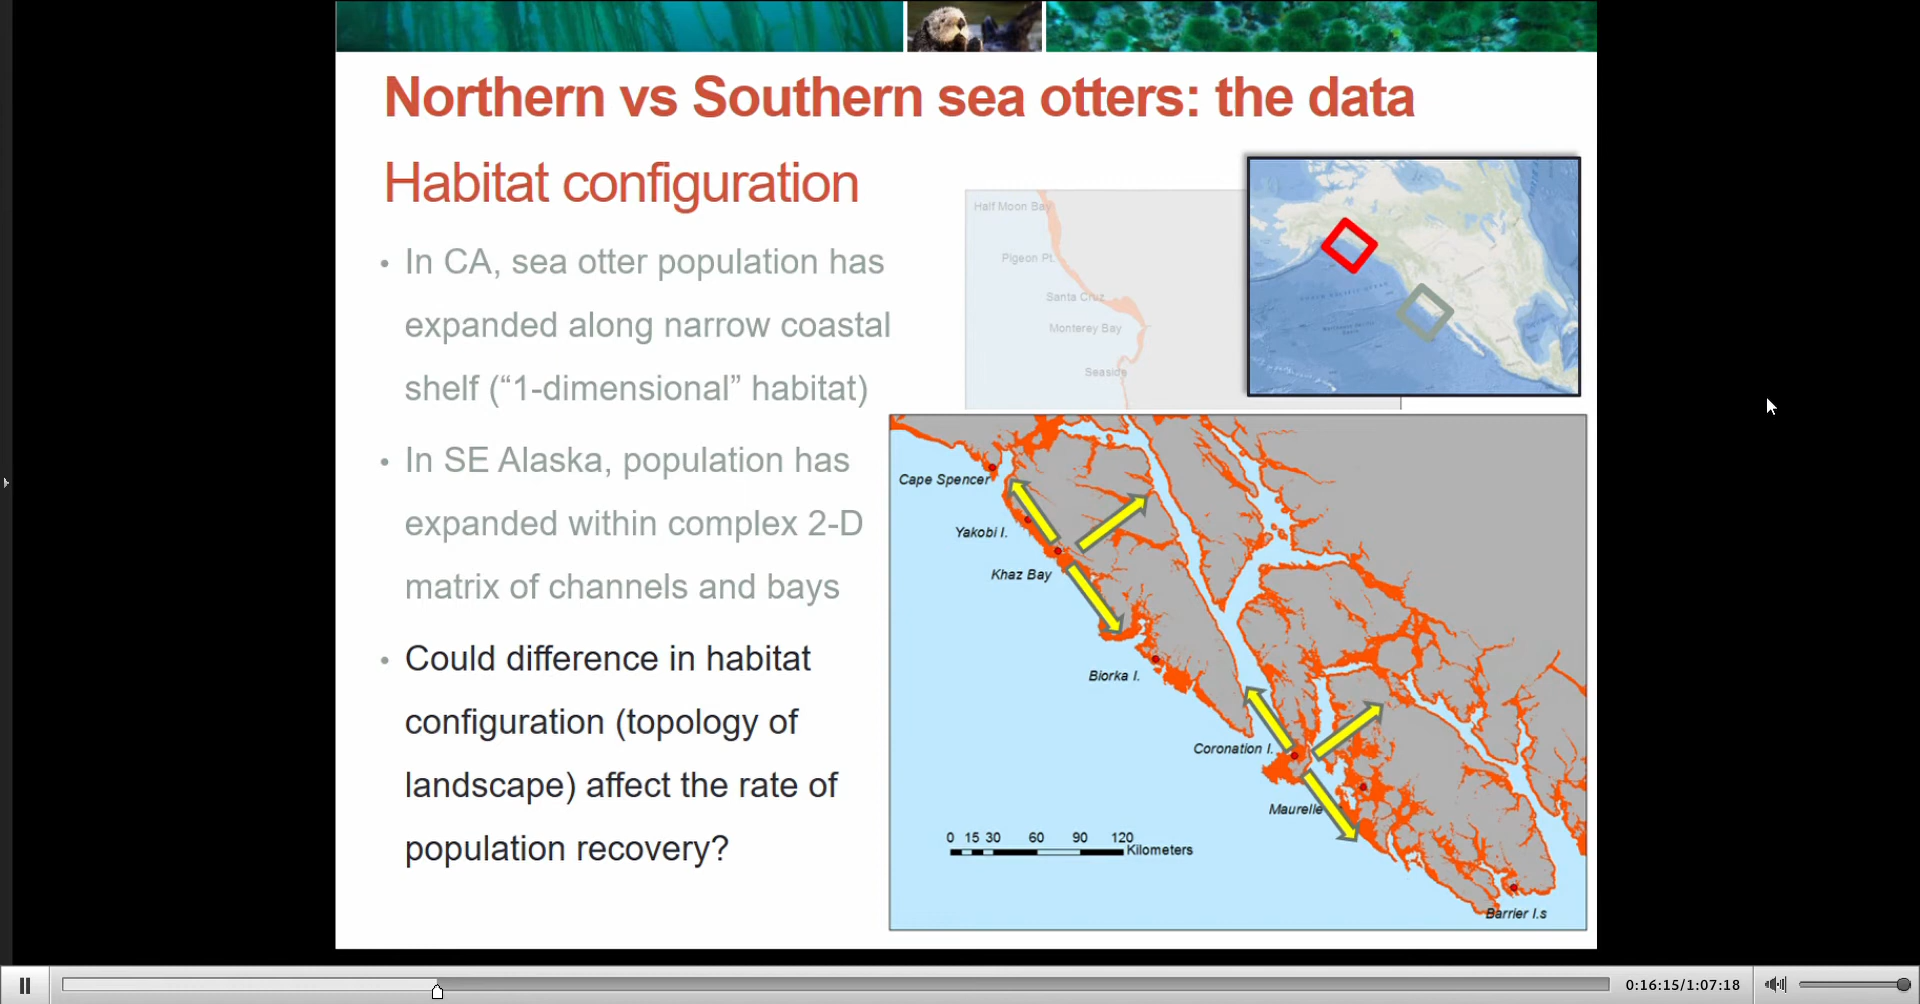 Northern vs Southern sea otters: the data
Habitat configuration
• In CA, sea otter population has
expanded along narrow coastal
shelf (“1-dimensional” habitat)
• In SE Alaska, population has
expanded within complex 2-D
matrix of channels and bays
• Could difference in habitat
configuration (topology of
landscape) affect the rate of
population recovery?
Half Moon Bay
Pigeon Pt.
Santa Cruz
Monterey Bay
Seaside
Cape Spencer
Yakobi I.
Khaz Bay
Biorka I.
Coronation I.
Maurelle
0 15 30 60 90 120
Kilometers
Barrier I.s
0:16:15/1:07:18